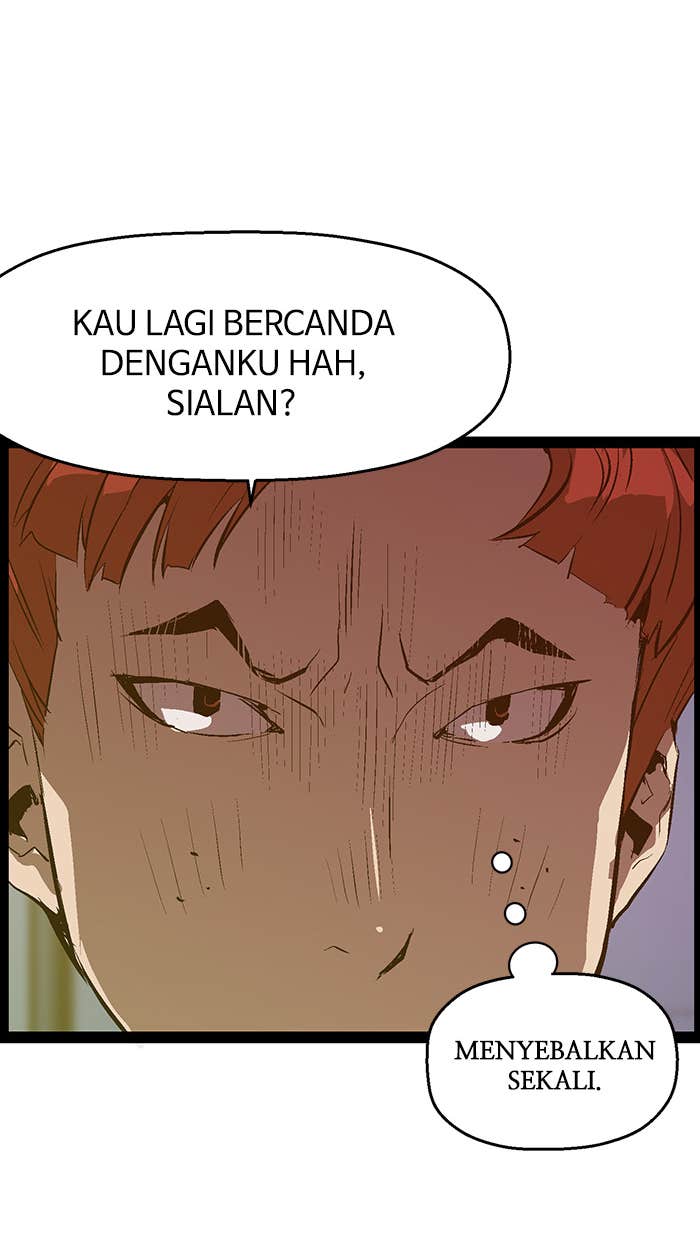 KAU LAGI BERCANDA
DENGANKU HAH,
SIALAN?
MENYEBALKAN
SEKALI.